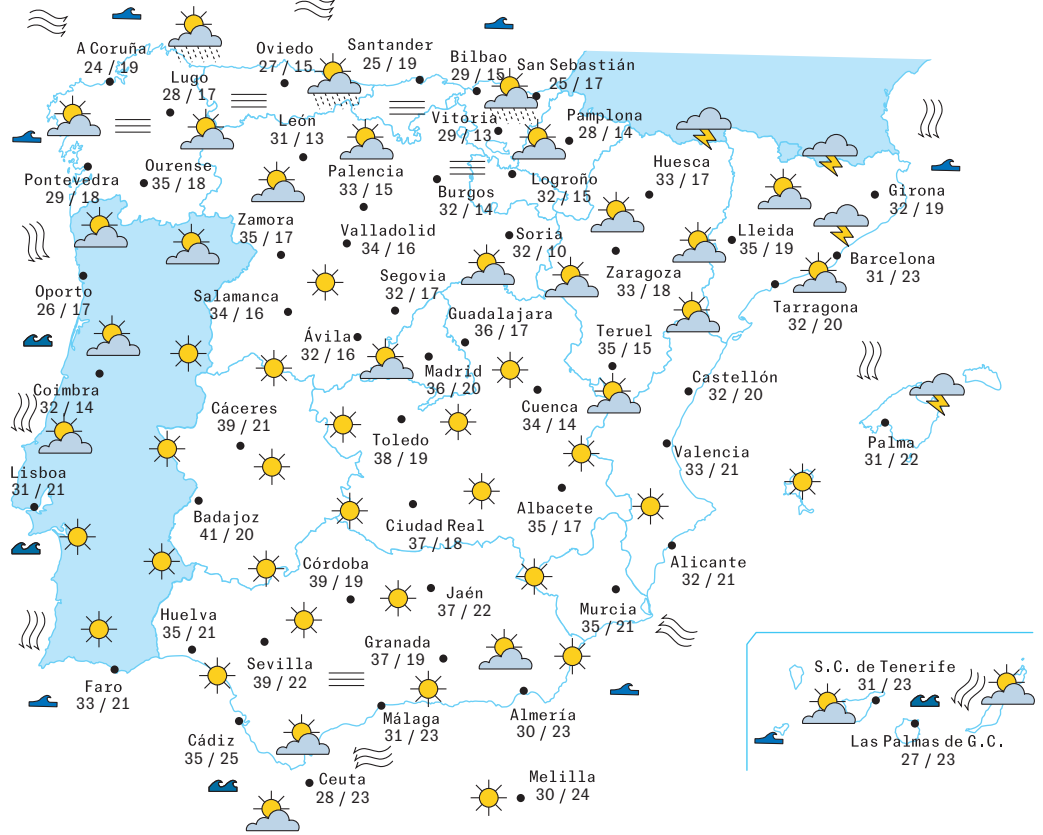 A Coruña
24 / 19
Lugo
28 / 17
Oviedo
27 / 15
Santander
25 / 19
Bilbao
29 / 15
San Sebastián
25 / 17
Vitoria
29 / 13
Pamplona
28 / 14
León
31 / 13
Palencia
33 / 15
Pontevedra
29 / 18
Ourense
35 / 18
Burgos
32 / 14
Logroño
32 / 15
Huesca
33 / 17
Girona
32 / 19
Zamora
35 / 17
Valladolid
34 / 16
Soria
32 / 10
Lleida
35 / 19
Barcelona
31 / 23
Oporto
26 / 17
Salamanca
34 / 16
Segovia
32 / 17
Zaragoza
33 / 18
Tarragona
32 / 20
Guadalajara
36 / 17
Ávila
32 / 16
Madrid
36 / 20
Teruel
35 / 15
Castellón
32 / 20
Coimbra
32 / 14
Cáceres
39 / 21
Toledo
38 / 19
Cuenca
34 / 14
Valencia
33 / 21
Palma
31 / 22
Lisboa
31 / 21
Badajoz
41 / 20
Ciudad Real
37 / 18
Albacete
35 / 17
Alicante
32 / 21
Córdoba
39 / 19
Jaén
37 / 22
Murcia
35 / 21
Huelva
35 / 21
Sevilla
39 / 22
Granada
37 / 19
Faro
33 / 21
Málaga
31 / 23
Almería
30 / 23
Cádiz
35 / 25
Ceuta
28 / 23
Melilla
30 / 24
S.C. de Tenerife
31 / 23
Las Palmas de G.C.
27 / 23